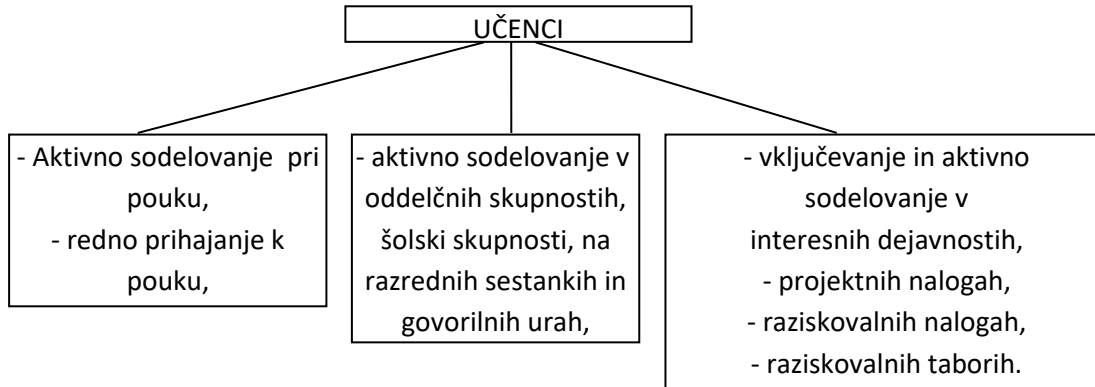 UČENCI
- Aktivno sodelovanje pri
pouku,
- redno prihajanje k
pouku,
- aktivno sodelovanje v
oddelčnih skupnostih,
šolski skupnosti, na
razrednih sestankih in
govorilnih urah,
- vključevanje in aktivno
sodelovanje v
interesnih dejavnostih,
- projektnih nalogah,
- raziskovalnih nalogah,
- raziskovalnih taborih.